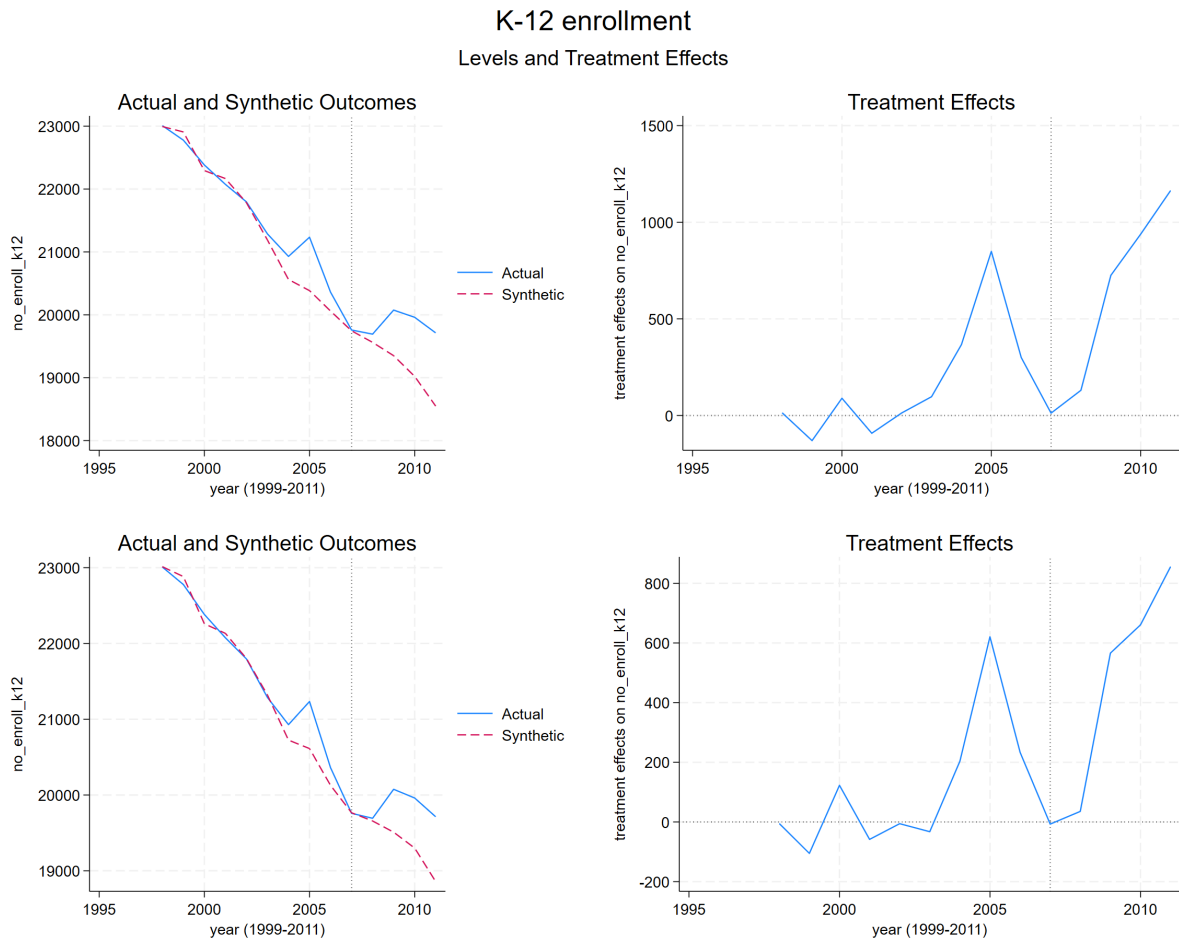 K-12 enrollment
Levels and Treatment Effects
Actual and Synthetic Outcomes
no_enroll_k12
23000
22000
21000
20000
19000
18000
1995
2000
2005
2010
year (1999-2011)
Actual
Synthetic
Treatment Effects
treatment effects on no_enroll_k12
1500
1000
500
0
1995
2000
2005
2010
year (1999-2011)
Actual and Synthetic Outcomes
no_enroll_k12
23000
22000
21000
20000
19000
1995
2000
2005
2010
year (1999-2011)
Actual
Synthetic
Treatment Effects
treatment effects on no_enroll_k12
800
600
400
200
0
-200
1995
2000
2005
2010
year (1999-2011)